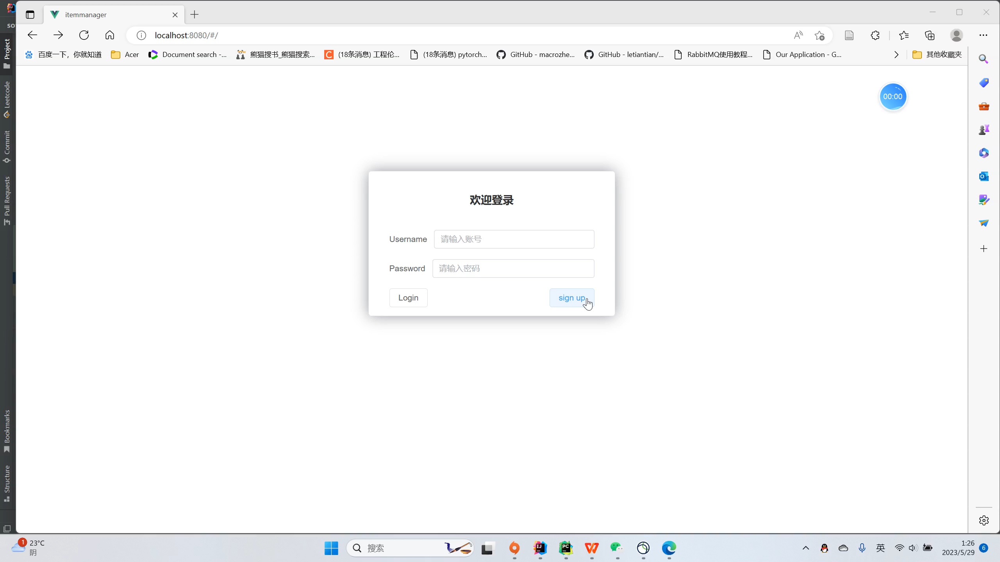 itemmanager
localhost:8080/#/
百度一下，你就知道
Acer
Document search -...
熊猫搜书_熊猫搜索...
(18条消息) 工程伦...
(18条消息) pytorch...
GitHub - macrozhe...
GitHub - letiantian/...
RabbitMQ使用教程...
Our Application - G...
其他收藏夹
Project
Leetcode
Commit
Pull Requests
Bookmarks
Structure
00:00
欢迎登录
Username
请输入账号
Password
请输入密码
Login
sign up
1
23°C
阴
搜索
英
1:26
2023/5/29
6